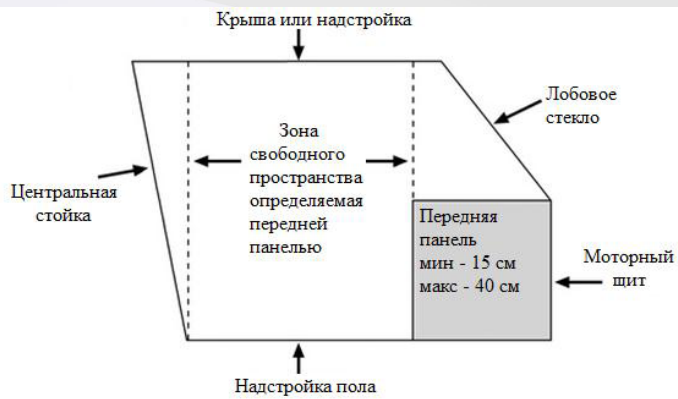 Крыша или надстройка
Лобовое
стекло
Зона
свободного
пространства
определяемая
передней
панелью
Центральная
стойка
Передняя
панель
мин - 15 см
макс - 40 см
Моторный
щит
Надстройка пола